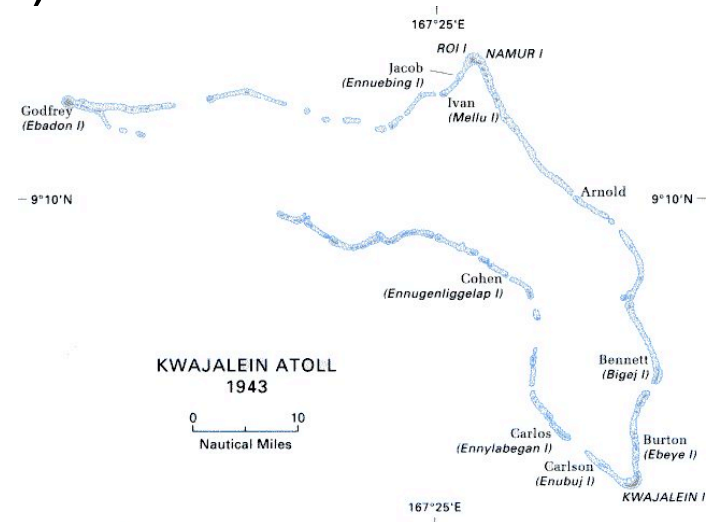 167°25'E
ROI I
NAMUR I
Jacob
(Ennuebing I)
Ivan
(Mellu I)
Godfrey
(Ebadon I)
Arnold
9°10'N
9°10'N
Cohen
(Ennugenliggelap I)
KWAJALEIN ATOLL
1943
0 10
Nautical Miles
Bennett
(Bigej I)
Carlos
(Ennylabegan I)
Burton
(Ebeye I)
Carlson
(Enubuj I)
KWAJALEIN I
167°25'E